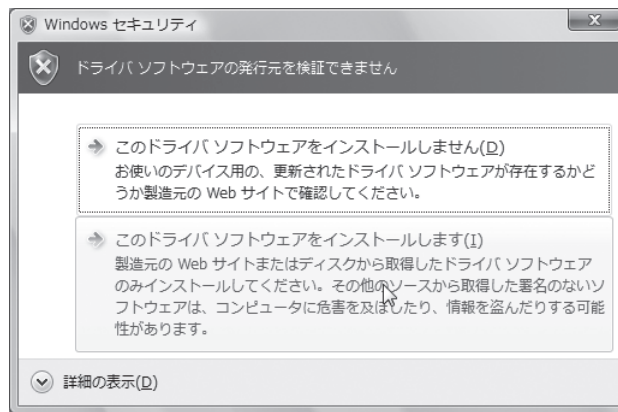 Windows セキュリティ
ドライバ ソフトウェアの発行元を検証できません
このドライバ ソフトウェアをインストールしません(D)
お使いのデバイス用の、更新されたドライバ ソフトウェアが存在するかど
うか製造元の Web サイトで確認してください。
このドライバ ソフトウェアをインストールします(I)
製造元の Web サイトまたはディスクから取得したドライバ ソフトウェア
のみインストールしてください。その他のソースから取得した署名のないソ
フトウェアは、コンピュータに危害を及ぼしたり、情報を盗んだりする可能
性があります。
詳細の表示(D)